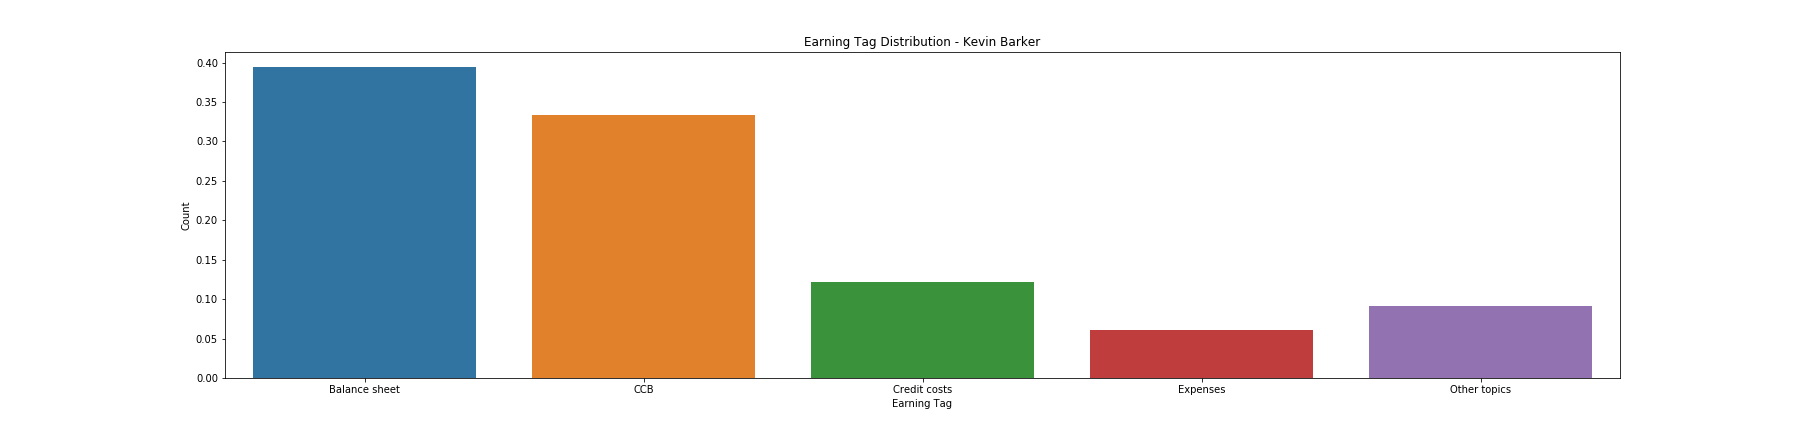 Earning Tag Distribution - Kevin Barker
0.40
0.35
0.30
0.25
0.20
0.15
0.10
0.05
0.00
Count
Balance sheet
CCB
Credit costs
Expenses
Other topics
Earning Tag